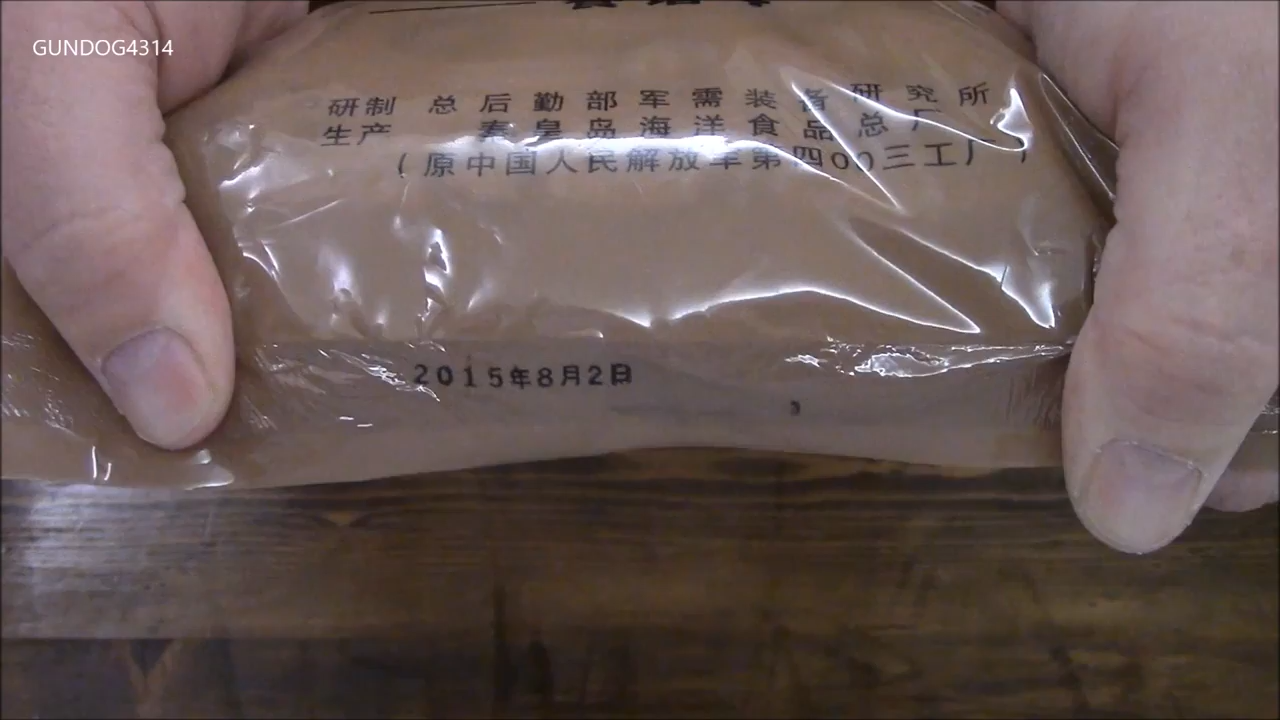 GUNDOG4314
研制 总后勤部军需装备研究所
生产 秦皇岛海洋食品总厂
(原中国人民解放军第四00三工厂)
2015年8月2日